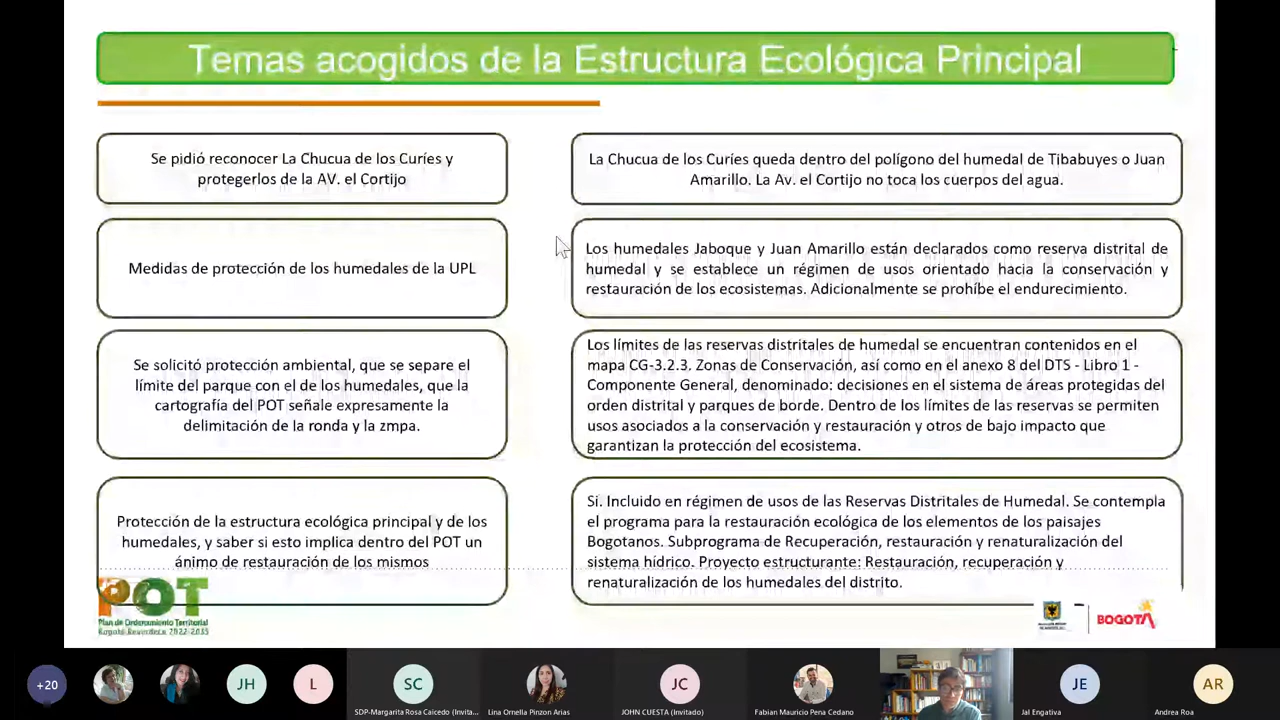 Temas acogidos de la Estructura Ecológica Principal
Se pidió reconocer La Chucua de los Curíes y
protegerlos de la AV. el Cortijo
La Chucua de los Curíes queda dentro del polígono del humedal de Tibabuyes o Juan
Amarillo. La Av. el Cortijo no toca los cuerpos del agua.
Medidas de protección de los humedales de la UPL
Los humedales Jaboque y Juan Amarillo están declarados como reserva distrital de
humedal y se establece un régimen de usos orientado hacia la conservación y
restauración de los ecosistemas. Adicionalmente se prohíbe el endurecimiento.
Se solicitó protección ambiental, que se separe el
límite del parque con el de los humedales, que la
cartografía del POT señale expresamente la
delimitación de la ronda y la zmpa.
Los límites de las reservas distritales de humedal se encuentran contenidos en el
mapa CG-3.2.3. Zonas de Conservación, así como en el anexo 8 del DTS - Libro 1 -
Componente General, denominado: decisiones en el sistema de áreas protegidas del
orden distrital y parques de borde. Dentro de los límites de las reservas se permiten
usos asociados a la conservación y restauración y otros de bajo impacto que
garantizan la protección del ecosistema.
Protección de la estructura ecológica principal y de los
humedales, y saber si esto implica dentro del POT un
ánimo de restauración de los mismos
Si. Incluido en régimen de usos de las Reservas Distritales de Humedal. Se contempla
el programa para la restauración ecológica de los elementos de los paisajes
Bogotanos. Subprograma de Recuperación, restauración y renaturalización del
sistema hídrico. Proyecto estructurante: Restauración, recuperación y
renaturalización de los humedales del distrito.
POT
Plan de Ordenamiento Territorial
Bogotá Reverdece 2022-2035
BOGOTÁ
+20
JH
L
SC
JC
JE
AR
SDP-Margarita Rosa Caicedo (Invita...
Lina Ornella Pinzon Arias
JOHN CUESTA (Invitado)
Fabian Mauricio Pena Cedano
Jal Engativa
Andrea Roa